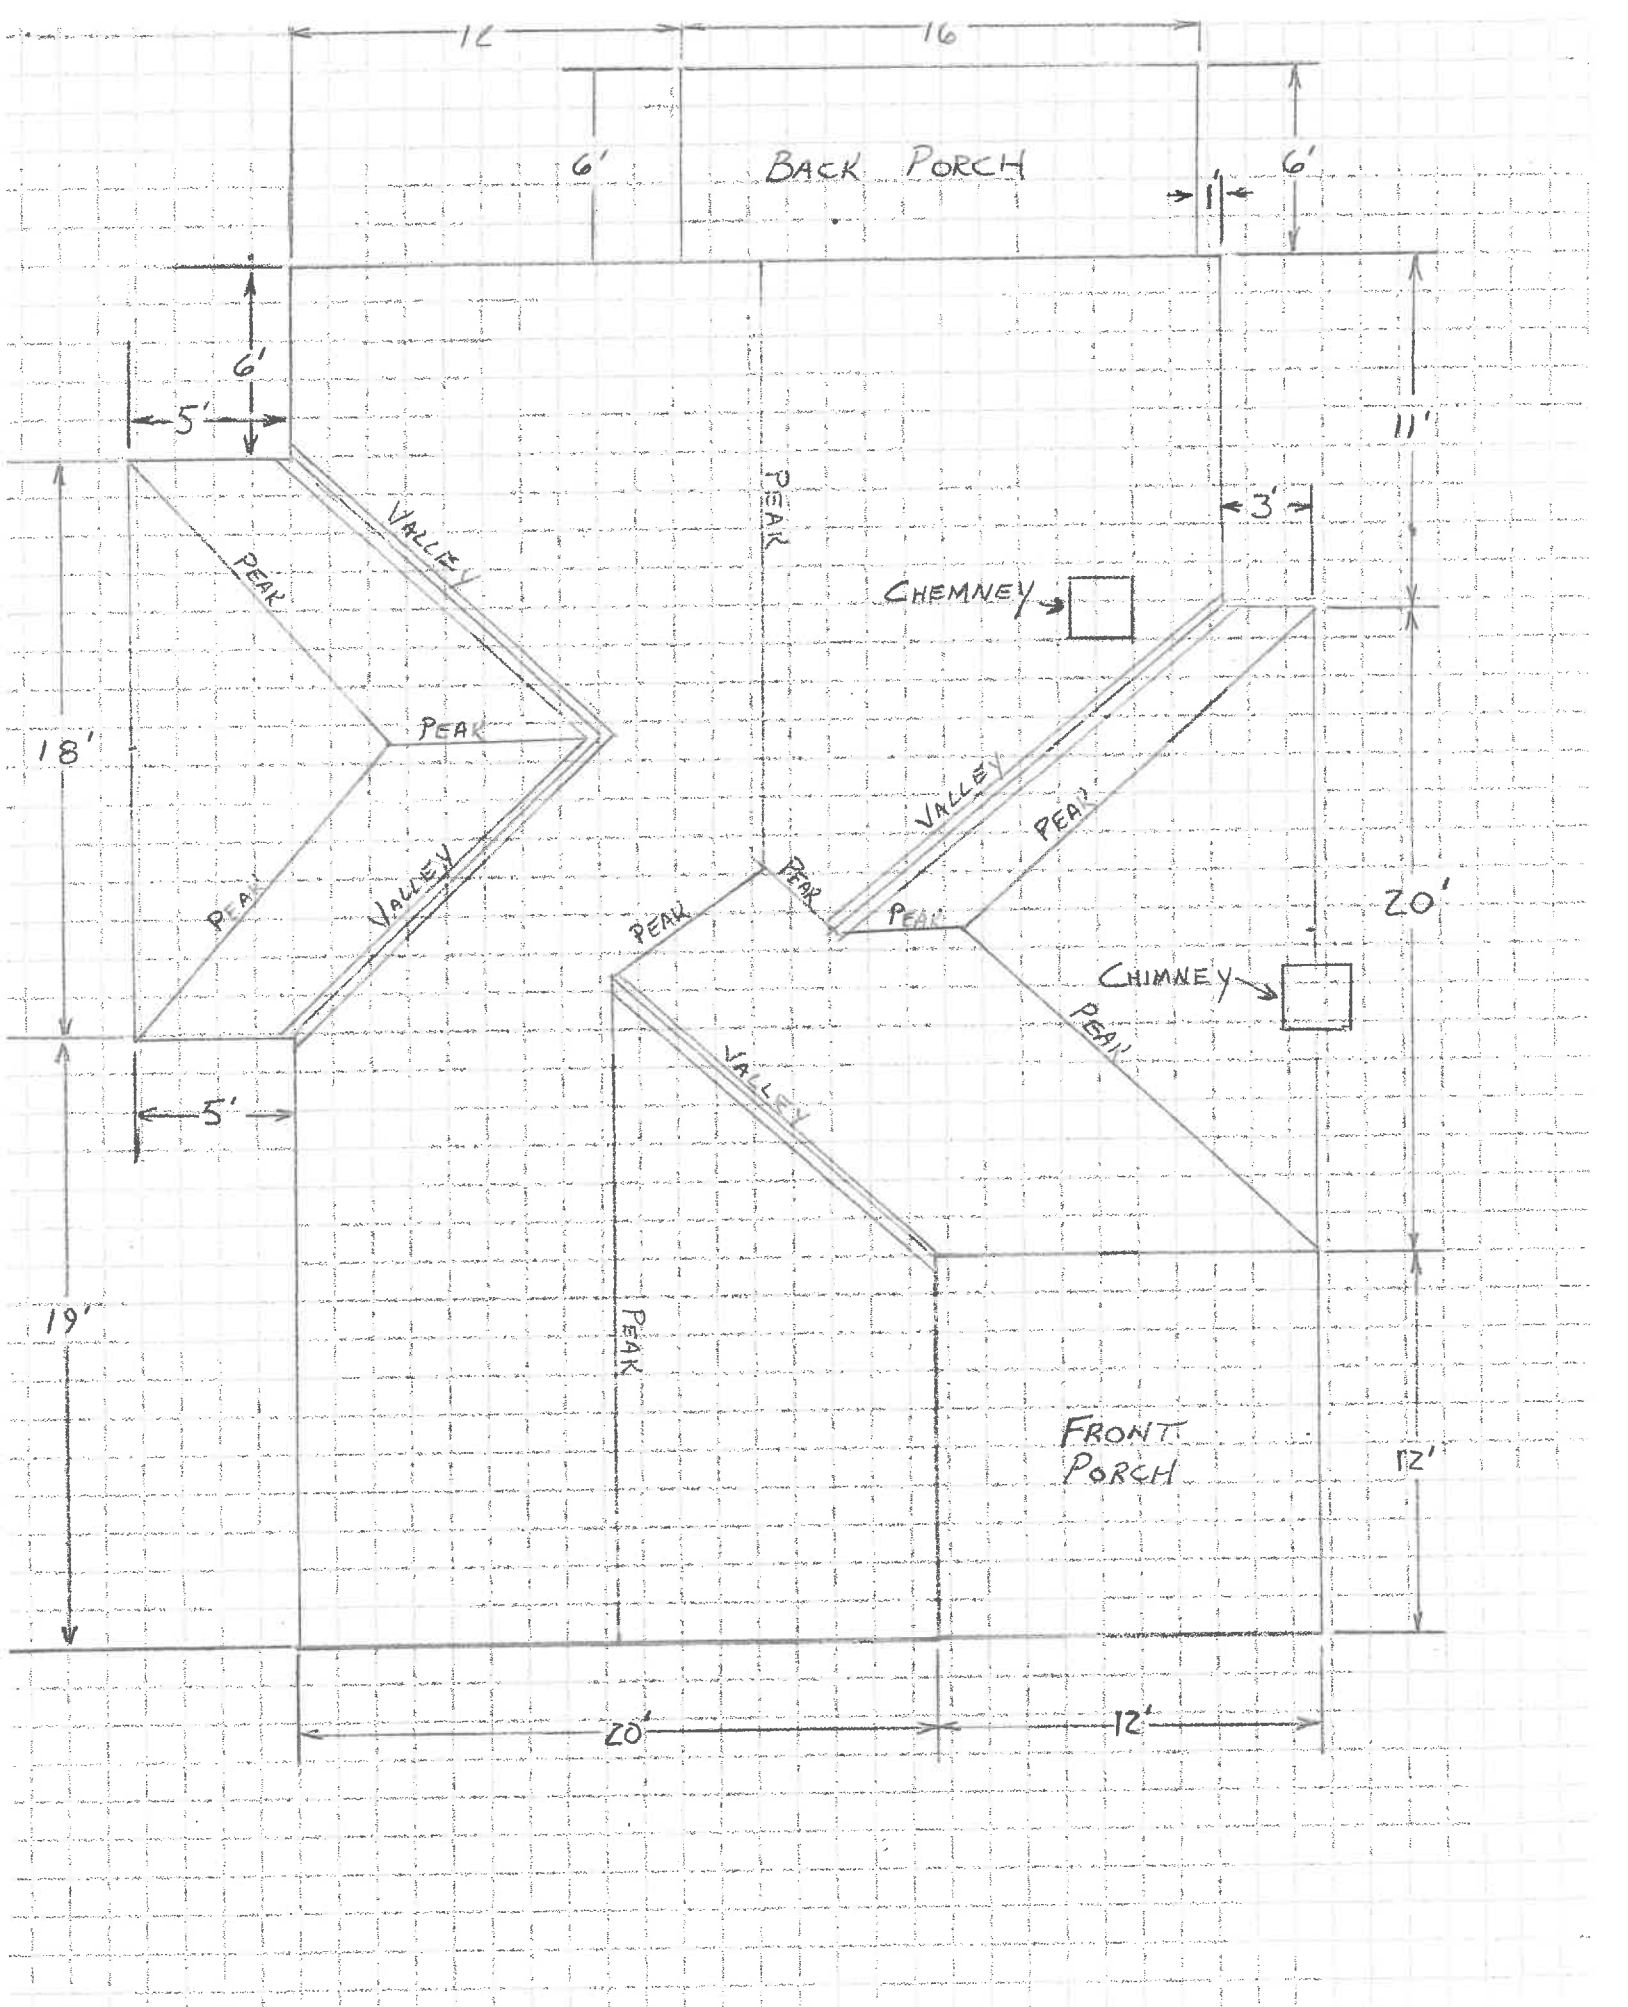 12
16
6'
BACK PORCH
6'
1'
6'
5'
11'
3'
PEAK
VALLEY
PEAK
CHEMNEY
PEAK
18'
VALLEY
PEAK
PEAK
VALLEY
PEAK
PEAK
PEAK
20'
CHIMNEY
PEAK
VALLEY
5'
19'
PEAK
FRONT
PORCH
12'
20'
12'